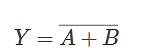 $Y = \overline{A + B}$